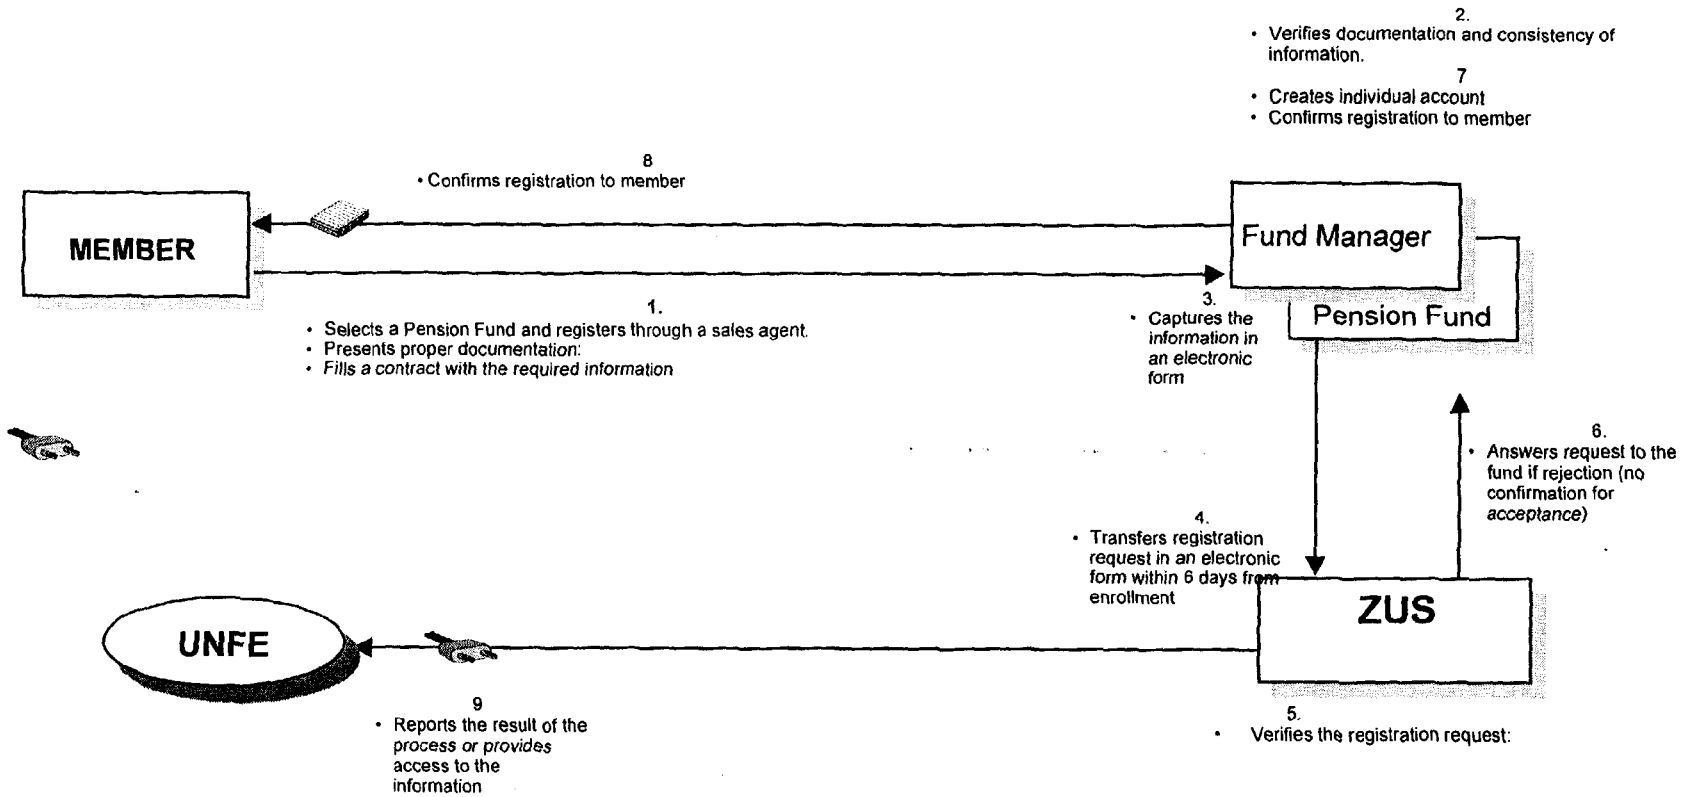 2.
• Verifies documentation and consistency of
information.
7
• Creates individual account
• Confirms registration to member
8
• Confirms registration to member
MEMBER
Fund Manager
Pension Fund
1.
• Selects a Pension Fund and registers through a sales agent.
• Presents proper documentation:
• Fills a contract with the required information
3.
• Captures the
information in
an electronic
form
6.
• Answers request to the
fund if rejection (no
confirmation for
acceptance)
4.
• Transfers registration
request in an electronic
form within 6 days from
enrollment
ZUS
UNFE
5.
• Verifies the registration request:
9
• Reports the result of the
process or provides
access to the
information